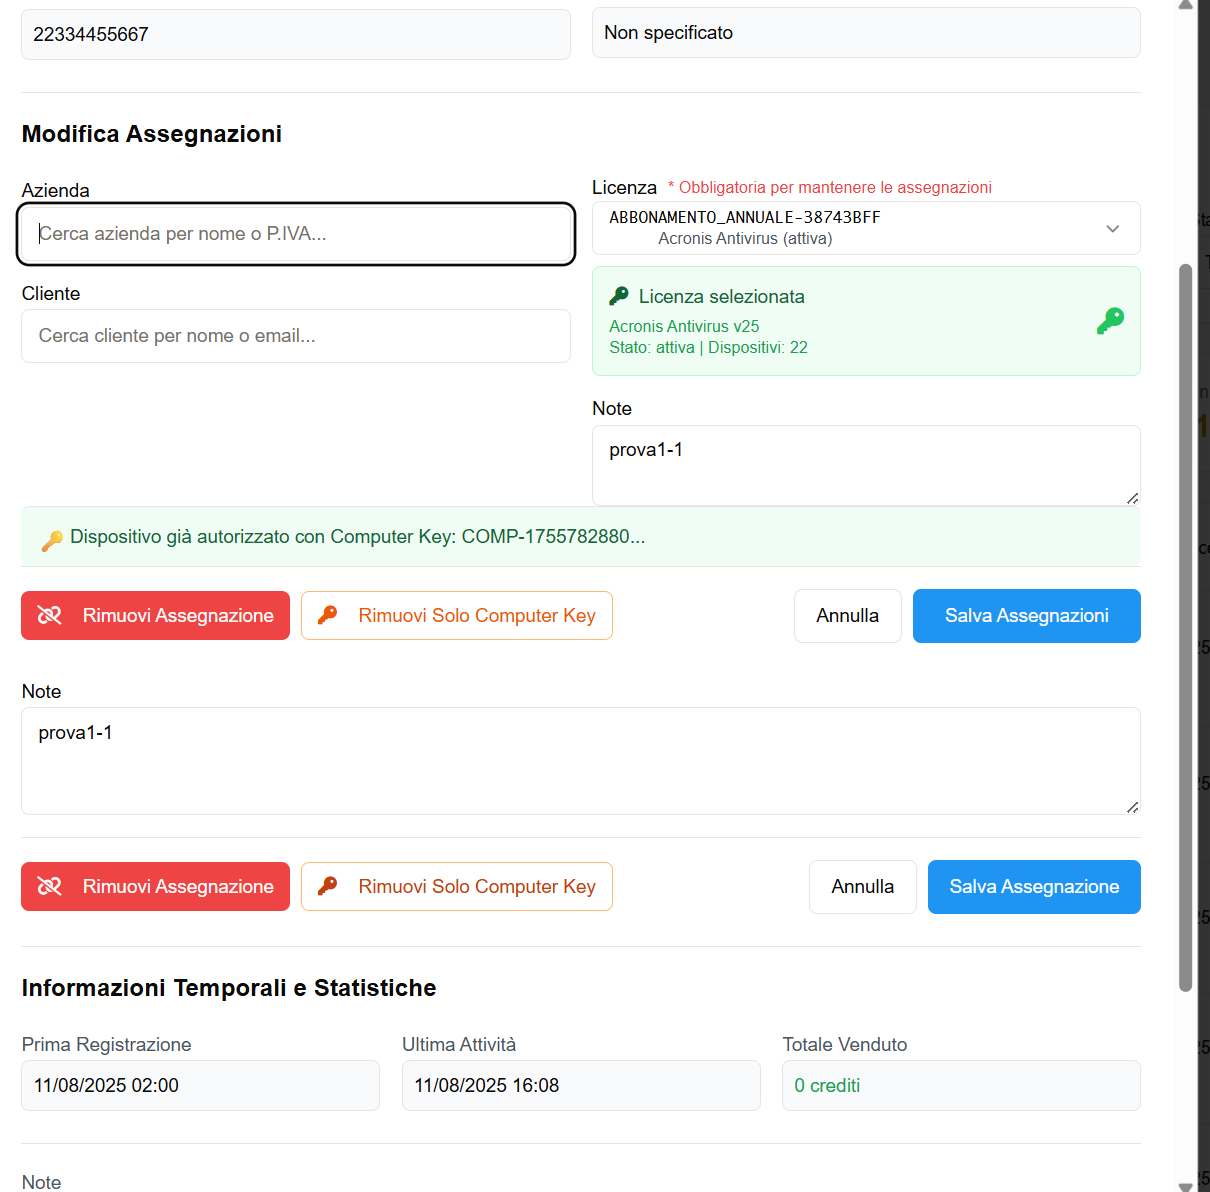 22334455667
Non specificato
Modifica Assegnazioni
Azienda
Cerca azienda per nome o P.IVA...
Cliente
Cerca cliente per nome o email...
Licenza * Obbligatoria per mantenere le assegnazioni
ABBONAMENTO_ANNUALE-38743BFF
Acronis Antivirus (attiva)
Licenza selezionata
Acronis Antivirus v25
Stato: attiva | Dispositivi: 22
Note
prova1-1
Dispositivo già autorizzato con Computer Key: COMP-1755782880...
Rimuovi Assegnazione
Rimuovi Solo Computer Key
Annulla
Salva Assegnazioni
Note
prova1-1
Rimuovi Assegnazione
Rimuovi Solo Computer Key
Annulla
Salva Assegnazione
Informazioni Temporali e Statistiche
Prima Registrazione
11/08/2025 02:00
Ultima Attività
11/08/2025 16:08
Totale Venduto
0 crediti
Note